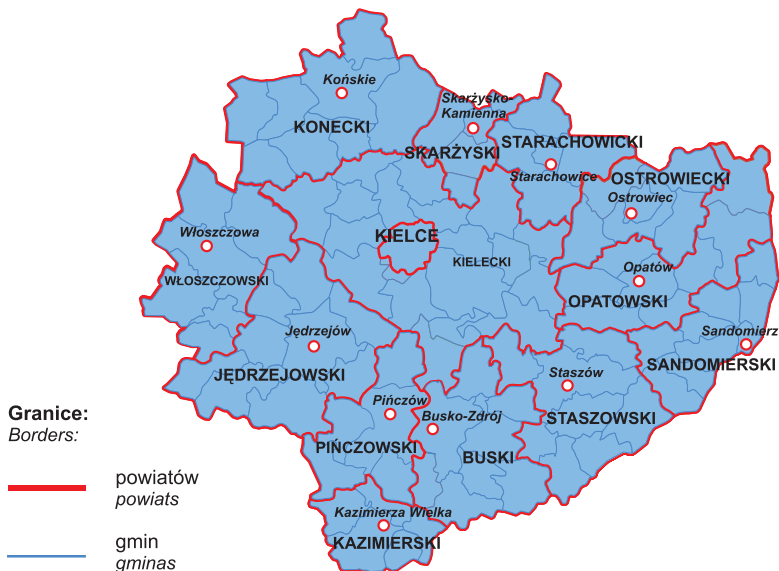 Końskie
KONECKI
Skarżysko-
Kamienna
SKARŻYSKI
STARACHOWICKI
Starachowice
OSTROWIECKI
Ostrowiec
Włoszczowa
WŁOSZCZOWSKI
KIELCE
KIELECKI
Opatów
OPATOWSKI
Jędrzejów
JĘDRZEJOWSKI
Sandomierz
SANDOMIERSKI
Staszów
STASZOWSKI
Pińczów
PIŃCZOWSKI
Busko-Zdrój
BUSKI
Kazimierza Wielka
KAZIMIERSKI
Granice:
Borders:
powiatów
powiats
gmin
gminas